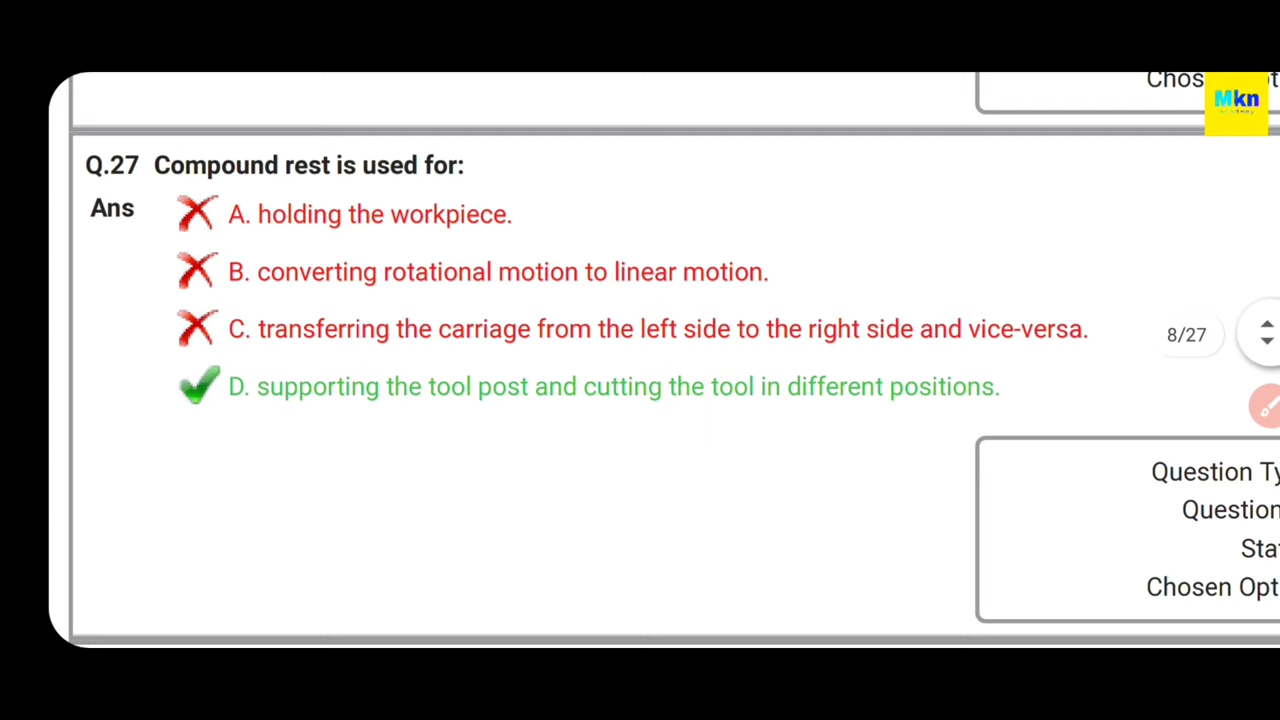 Chos
Mkn
Q.27 Compound rest is used for:
Ans
A. holding the workpiece.
B. converting rotational motion to linear motion.
C. transferring the carriage from the left side to the right side and vice-versa.
8/27
D. supporting the tool post and cutting the tool in different positions.
Question Ty
Question
Stat
Chosen Opt